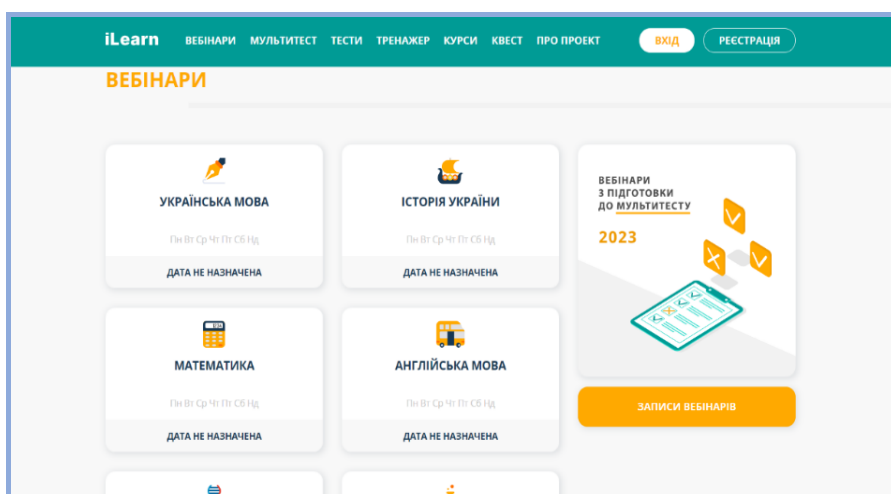 iLearn ВЕБІНАРИ МУЛЬТИТЕСТ ТЕСТИ ТРЕНАЖЕР КУРСИ КВЕСТ ПРО ПРОЕКТ ВХІД РЕЄСТРАЦІЯ
ВЕБІНАРИ
УКРАЇНСЬКА МОВА
Пн Вт Ср Чт Пт Сб Нд
ДАТА НЕ НАЗНАЧЕНА
ІСТОРІЯ УКРАЇНИ
Пн Вт Ср Чт Пт Сб Нд
ДАТА НЕ НАЗНАЧЕНА
ВЕБІНАРИ
З ПІДГОТОВКИ
ДО МУЛЬТИТЕСТУ
2023
МАТЕМАТИКА
Пн Вт Ср Чт Пт Сб Нд
ДАТА НЕ НАЗНАЧЕНА
АНГЛІЙСЬКА МОВА
Пн Вт Ср Чт Пт Сб Нд
ДАТА НЕ НАЗНАЧЕНА
ЗАПИСИ ВЕБІНАРІВ